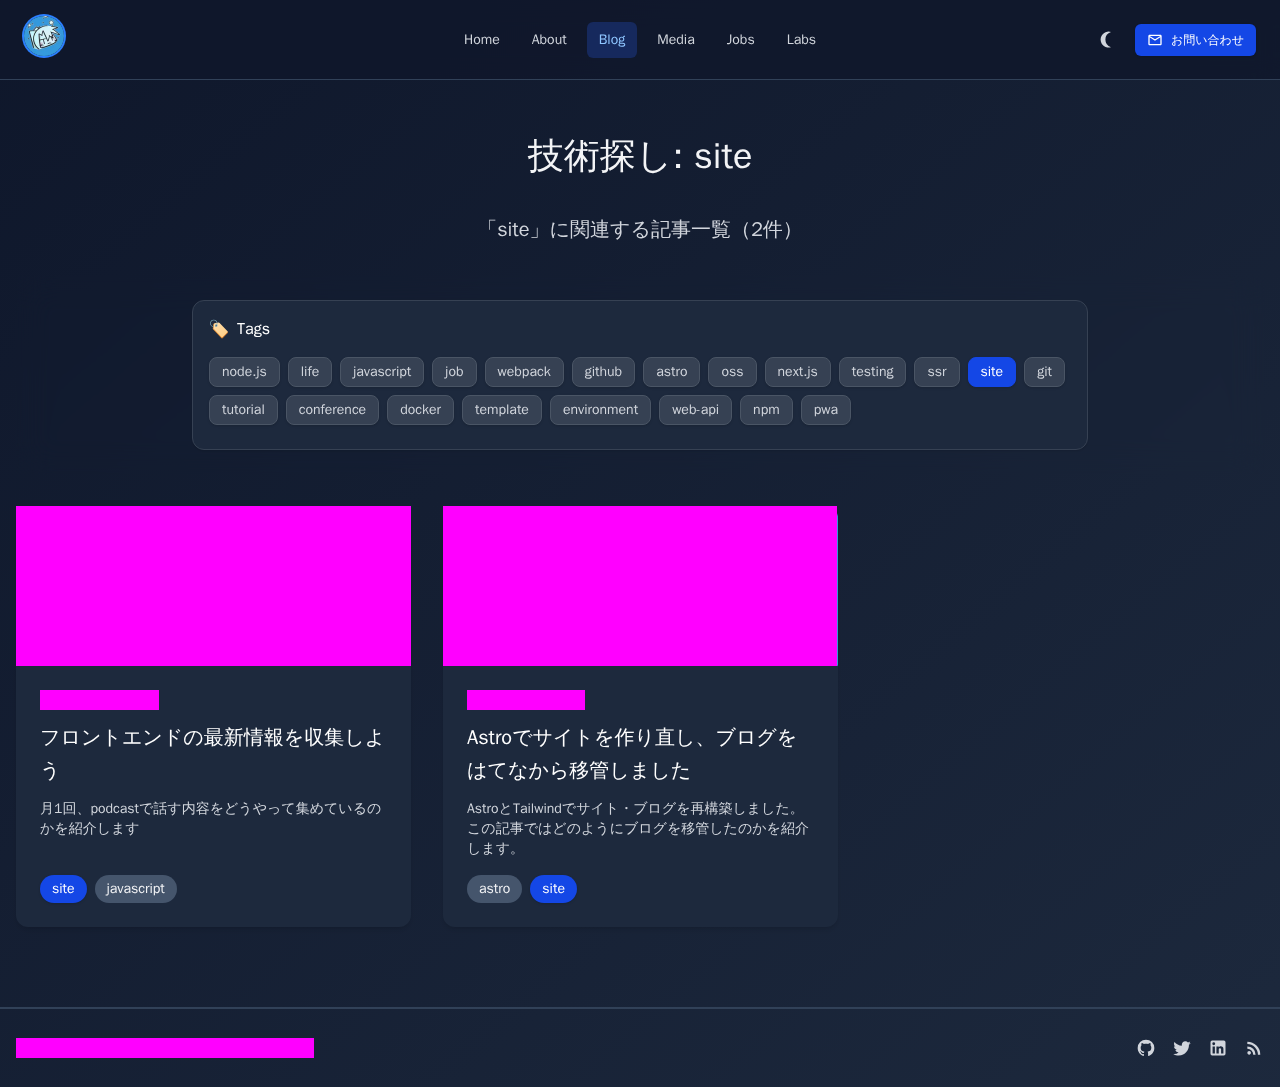 Home About Blog Media Jobs Labs お問い合わせ
技術探し: site
「site」に関連する記事一覧（2件）
Tags
node.js life javascript job webpack github astro oss next.js testing ssr site git
tutorial conference docker template environment web-api npm pwa
フロントエンドの最新情報を収集しよ
う
月1回、podcastで話す内容をどうやって集めているの
かを紹介します
site javascript
Astroでサイトを作り直し、ブログを
はてなから移管しました
AstroとTailwindでサイト・ブログを再構築しました。
この記事ではどのようにブログを移管したのかを紹介
します。
astro site